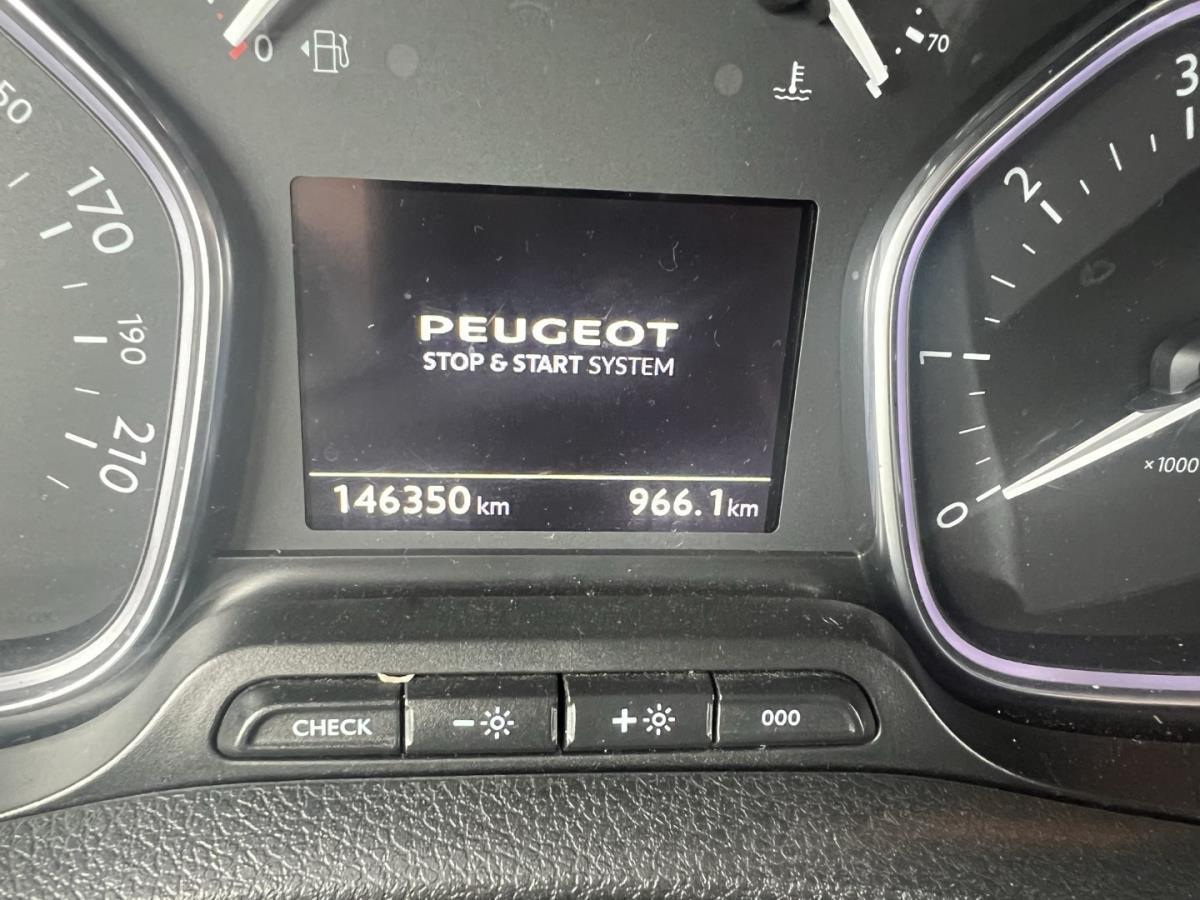 0
70
50
170
190
210
PEUGEOT
STOP & START SYSTEM
146350 km
966.1 km
3
2
1
0
×1000
CHECK
-
+
000